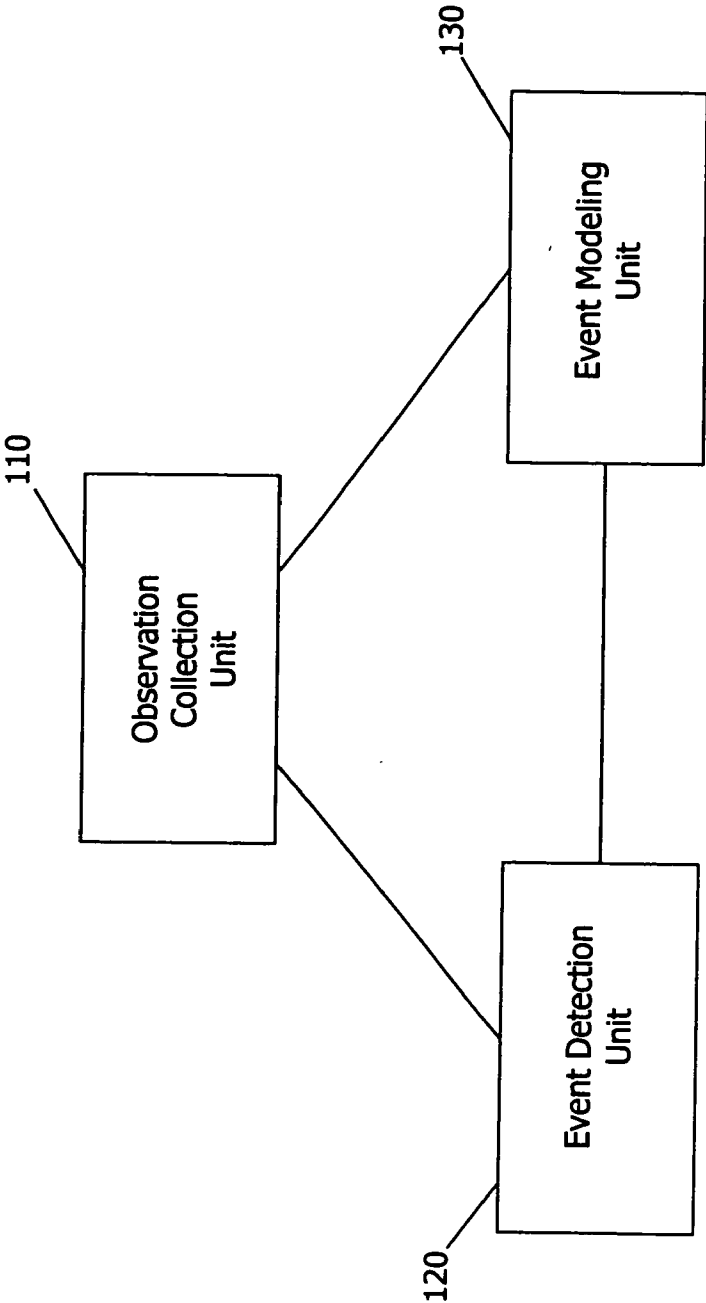 110
Observation
Collection
Unit
120
Event Detection
Unit
130
Event Modeling
Unit